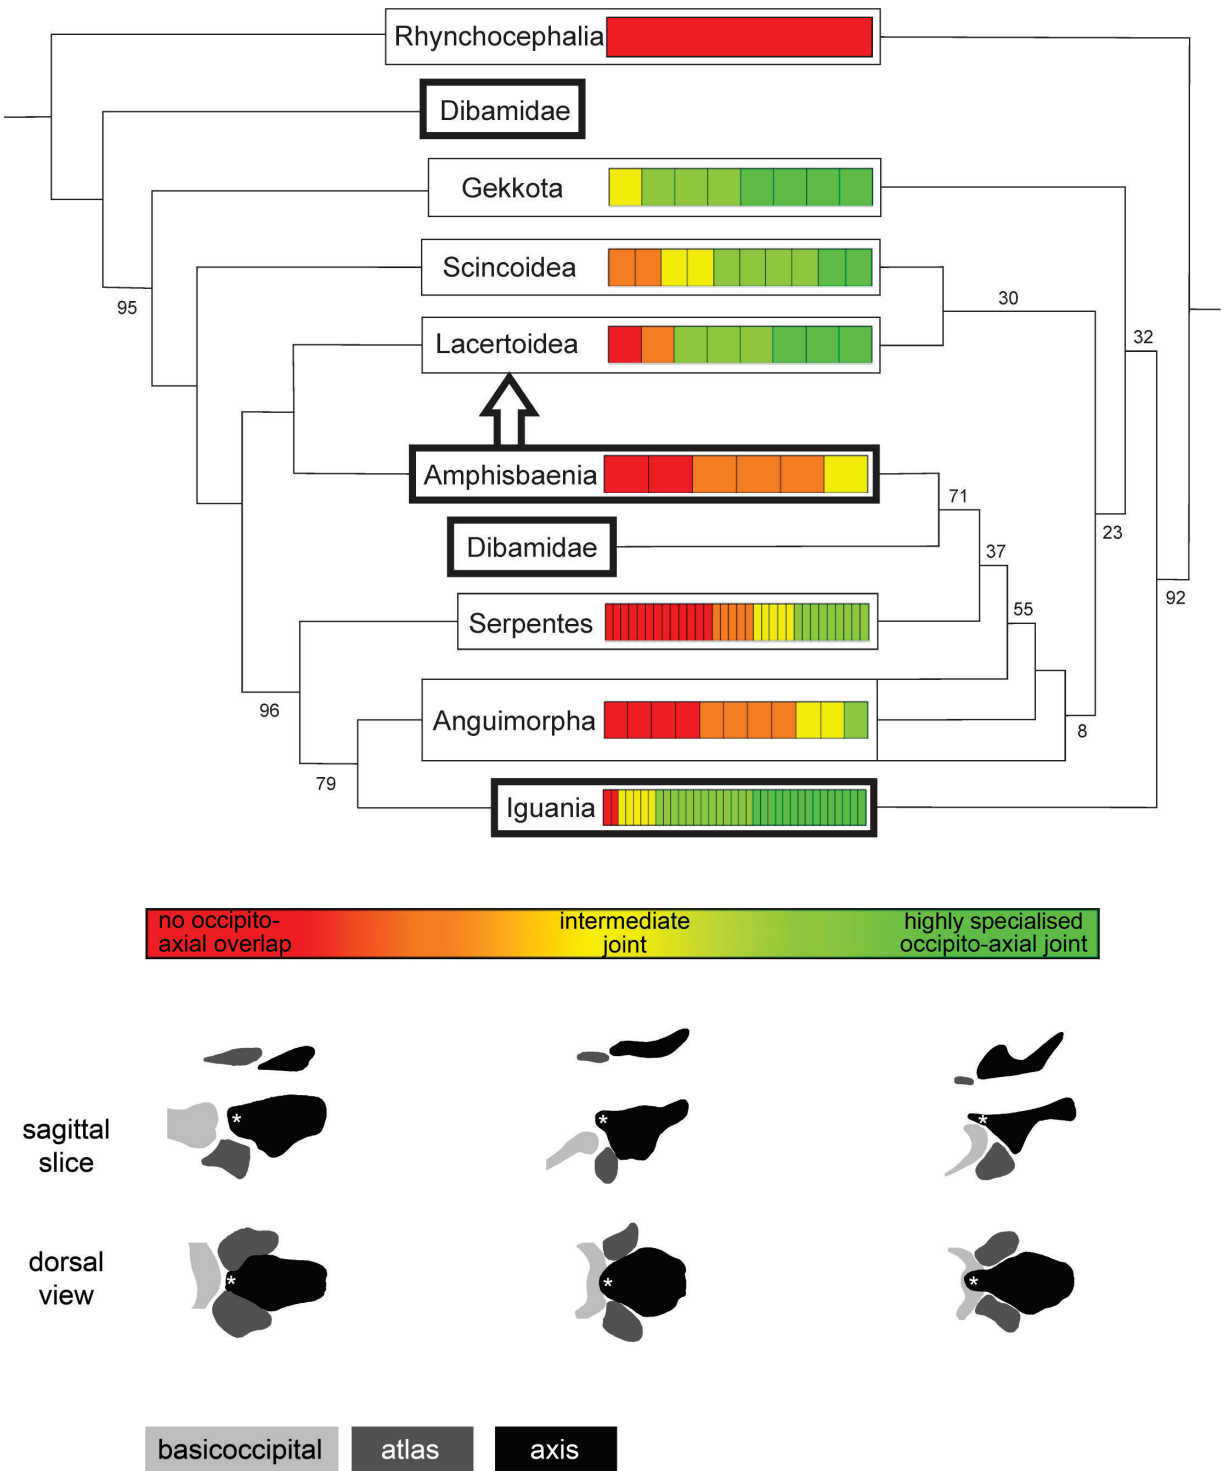 Rhynchocephalia
Dibamidae
Gekkota
Scincoidea
95
30
Lacertoidea
32
Amphisbaenia
71
23
Dibamidae
37
92
Serpentes
55
96
Anguimorpha
8
79
Iguania
no occipito-
axial overlap
intermediate
joint
highly specialised
occipito-axial joint
sagittal
slice
*
*
*
dorsal
view
*
*
*
basicoccipital
atlas
axis